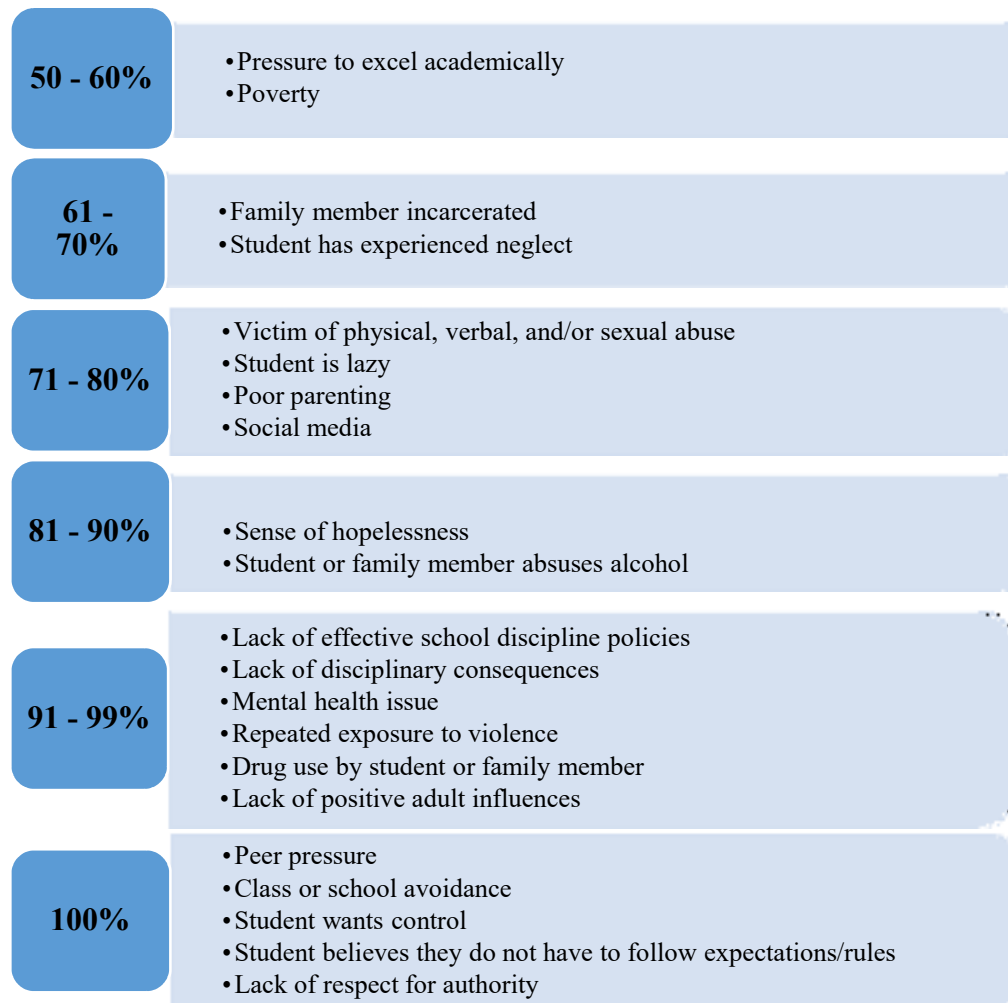 50 - 60%
•Pressure to excel academically
•Poverty
61 -
70%
•Family member incarcerated
•Student has experienced neglect
71 - 80%
•Victim of physical, verbal, and/or sexual abuse
•Student is lazy
•Poor parenting
•Social media
81 - 90%
•Sense of hopelessness
•Student or family member absuses alcohol
91 - 99%
•Lack of effective school discipline policies
•Lack of disciplinary consequences
•Mental health issue
•Repeated exposure to violence
•Drug use by student or family member
•Lack of positive adult influences
100%
•Peer pressure
•Class or school avoidance
•Student wants control
•Student believes they do not have to follow expectations/rules
•Lack of respect for authority